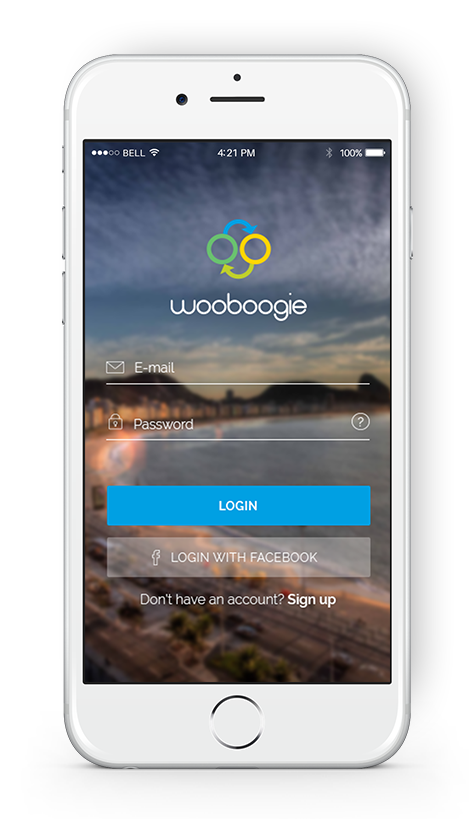 BELL 4:21 PM 100%
wooboogie
E-mail
Password ?
LOGIN
f LOGIN WITH FACEBOOK
Don't have an account? Sign up